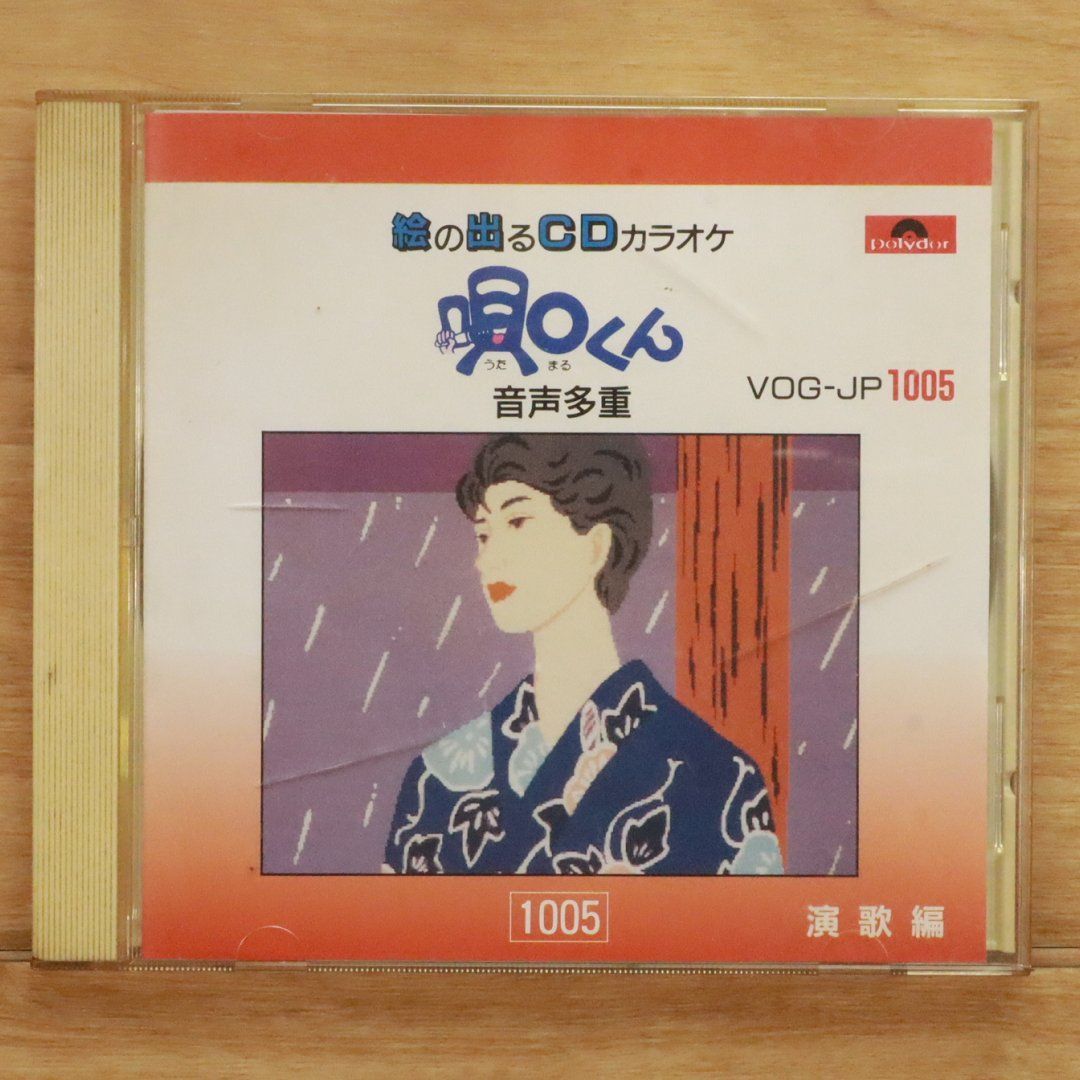 絵の出るCDカラオケ
polydor
唄〇くん
うた まる
音声多重
VOG-JP 1005
1005
演歌編